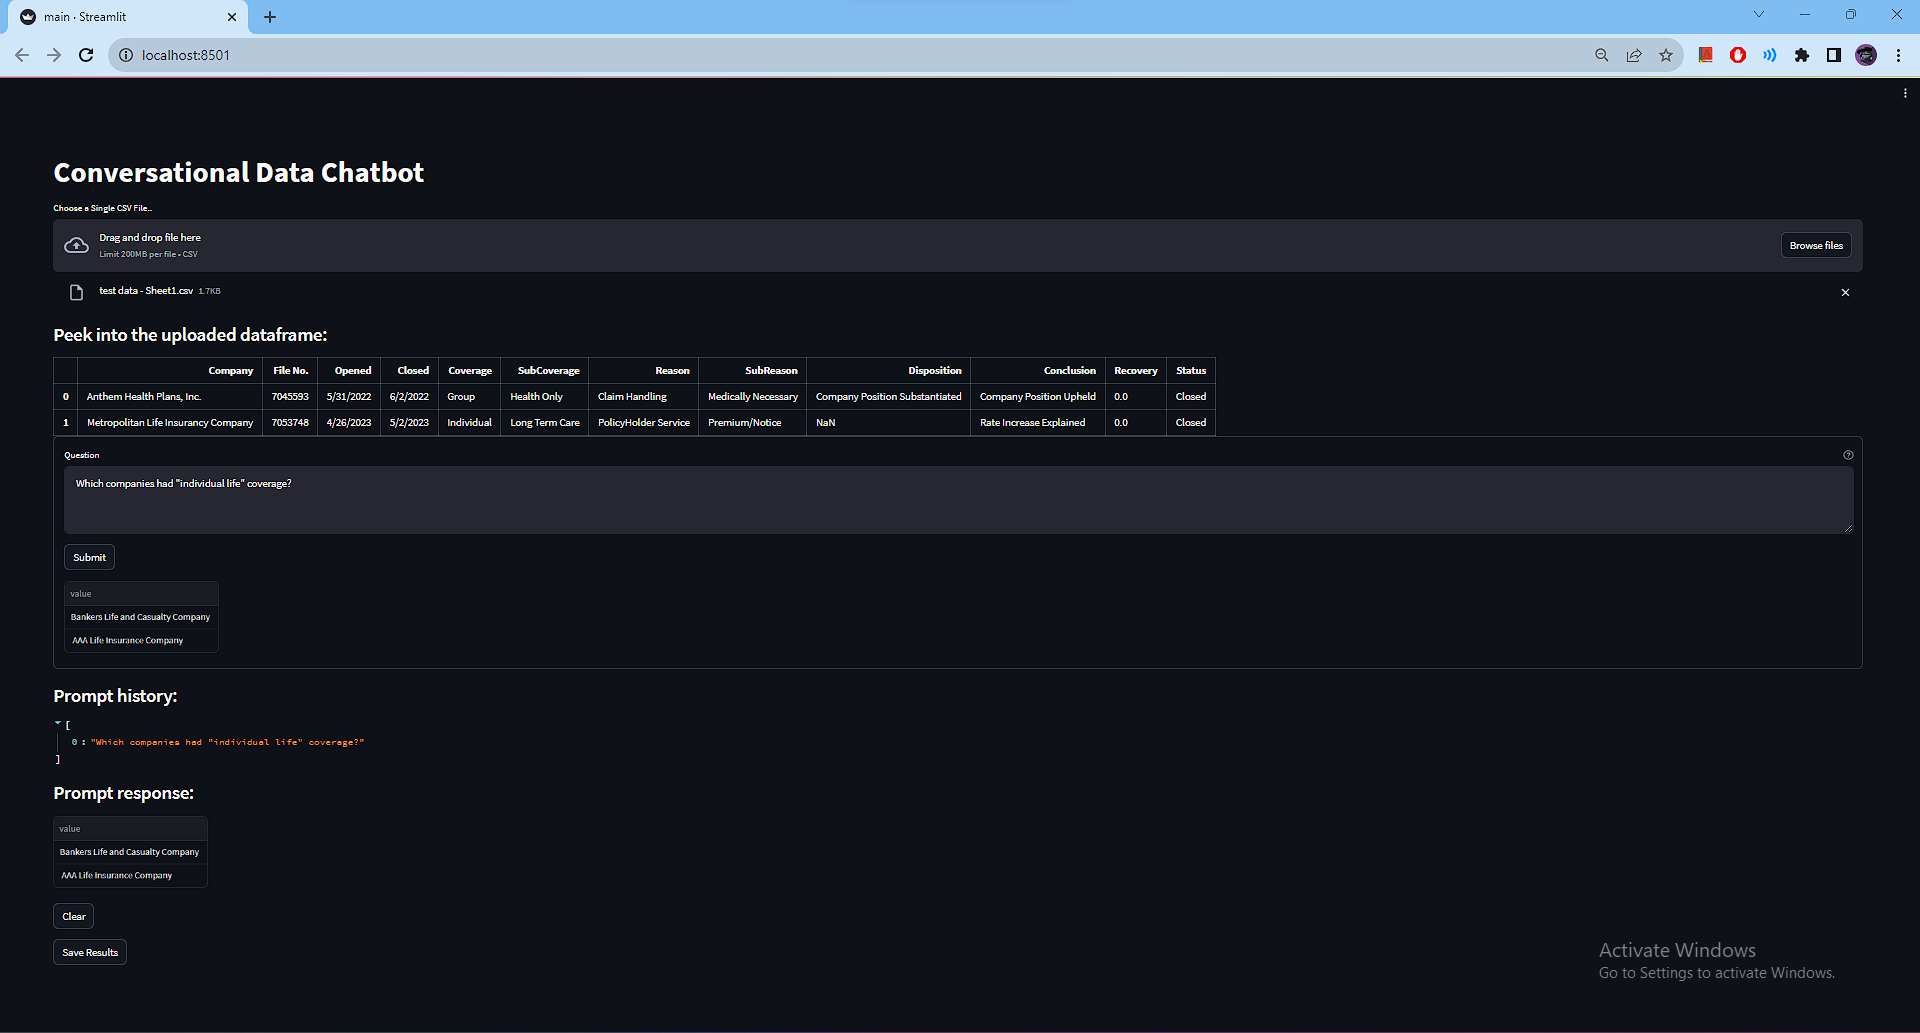 main · Streamlit
localhost:8501
Conversational Data Chatbot
Choose a Single CSV File..
Drag and drop file here
Limit 200MB per file • CSV
Browse files
test data - Sheet1.csv 1.7KB
Peek into the uploaded dataframe:
Company File No. Opened Closed Coverage SubCoverage Reason SubReason Disposition Conclusion Recovery Status
0 Anthem Health Plans, Inc. 7045593 5/31/2022 6/2/2022 Group Health Only Claim Handling Medically Necessary Company Position Substantiated Company Position Upheld 0.0 Closed
1 Metropolitan Life Insurancy Company 7053748 4/26/2023 5/2/2023 Individual Long Term Care PolicyHolder Service Premium/Notice NaN Rate Increase Explained 0.0 Closed
Question
Which companies had "individual life" coverage?
Submit
value
Bankers Life and Casualty Company
AAA Life Insurance Company
Prompt history:
[
0 : "Which companies had "individual life" coverage?"
]
Prompt response:
value
Bankers Life and Casualty Company
AAA Life Insurance Company
Clear
Save Results
Activate Windows
Go to Settings to activate Windows.